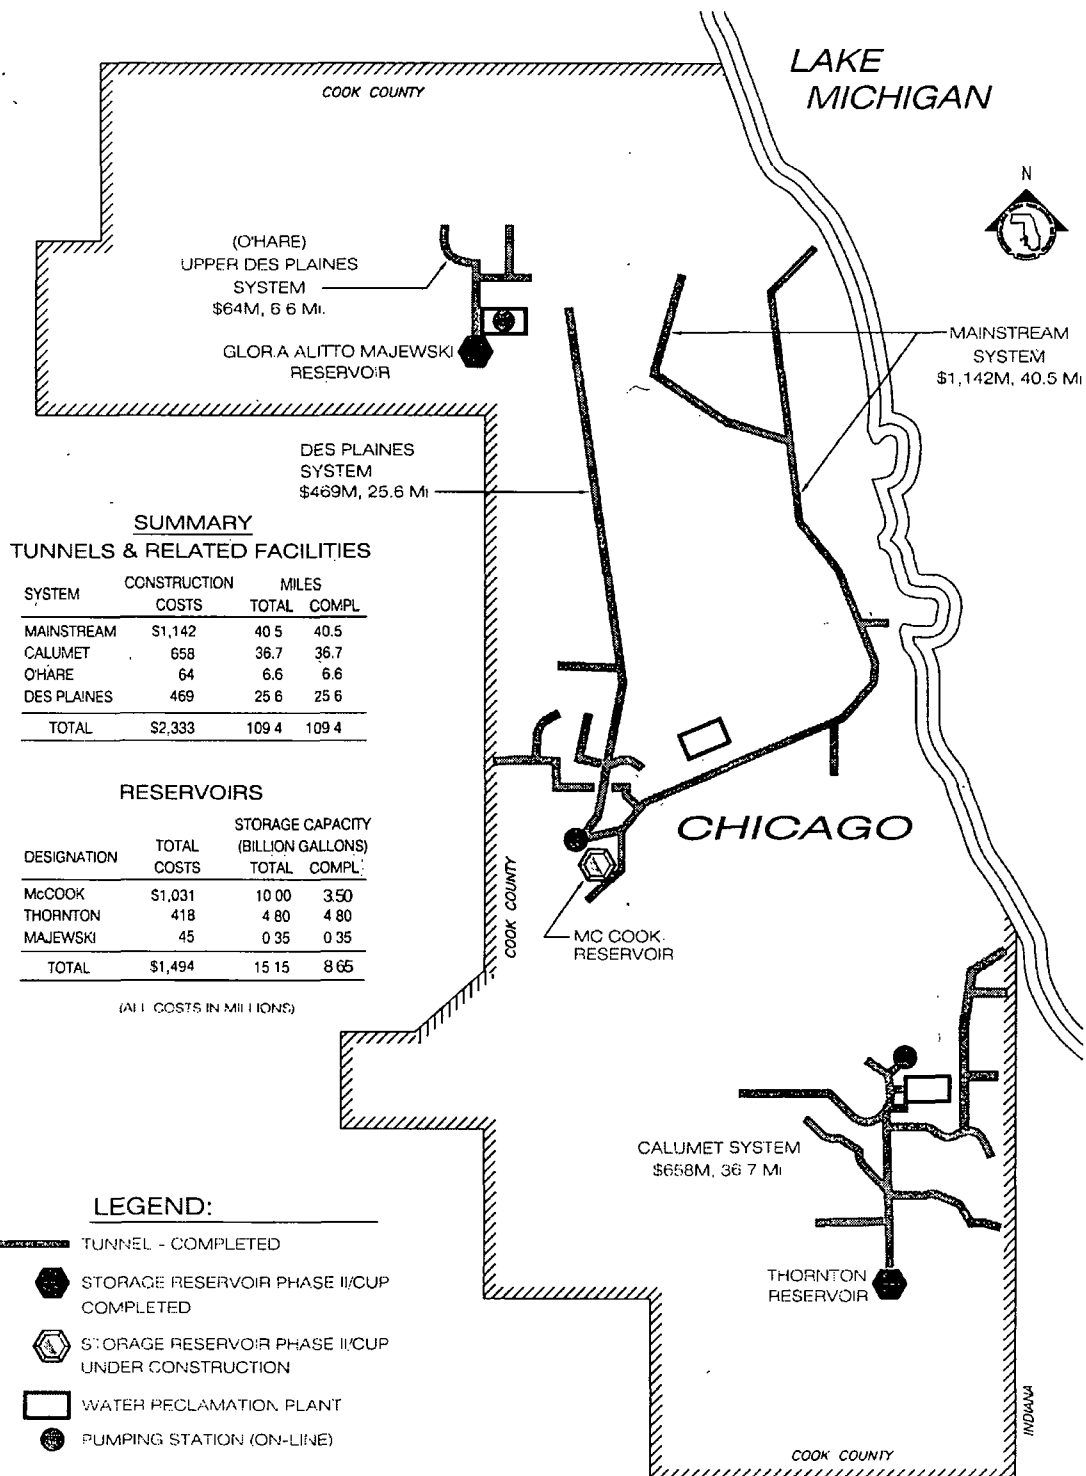 LAKE
MICHIGAN
COOK COUNTY
N
(O'HARE)
UPPER DES PLAINES
SYSTEM
$64M, 6 6 Mi.
GLOR.A ALITTO MAJEWSKI
RESERVOIR
MAINSTREAM
SYSTEM
$1,142M, 40.5 Mi
DES PLAINES
SYSTEM
$469M, 25.6 Mi
SUMMARY
TUNNELS & RELATED FACILITIES
SYSTEM CONSTRUCTION COSTS MILES TOTAL COMPL
MAINSTREAM $1,142 40 5 40.5
CALUMET 658 36.7 36.7
O'HARE 64 6.6 6.6
DES PLAINES 469 25 6 25 6
TOTAL $2,333 109 4 109 4
RESERVOIRS
DESIGNATION TOTAL COSTS STORAGE CAPACITY (BILLION GALLONS) TOTAL COMPL.
McCOOK $1,031 10 00 3.50
THORNTON 418 4 80 4 80
MAJEWSKI 45 0 35 0 35
TOTAL $1,494 15 15 8 65
(ALL COSTS IN MILLIONS)
CHICAGO
COOK COUNTY
MC COOK
RESERVOIR
CALUMET SYSTEM
$658M, 36 7 Mi
THORNTON
RESERVOIR
LEGEND:
TUNNEL - COMPLETED
STORAGE RESERVOIR PHASE II/CUP
COMPLETED
STORAGE RESERVOIR PHASE II/CUP
UNDER CONSTRUCTION
WATER RECLAMATION PLANT
PUMPING STATION (ON-LINE)
INDIANA
COOK COUNTY